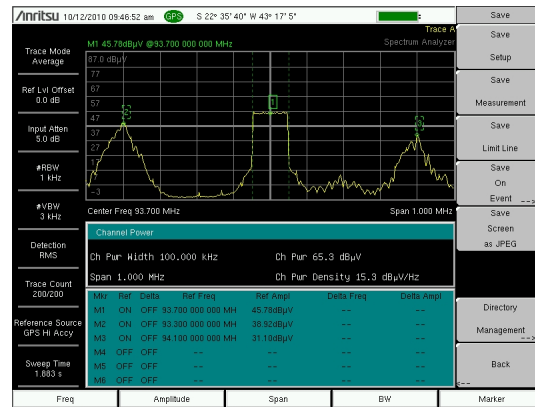 Anritsu 10/12/2010 09:46:52 am GPS S 22° 35' 40" W 43° 17' 5"
Save
Trace A
M1 45.78dBµV @93.700 000 000 MHz
Spectrum Analyzer
Trace Mode
Average
Ref Lvl Offset
0.0 dB
Input Atten
5.0 dB
#RBW
1 kHz
#VBW
3 kHz
Detection
RMS
Trace Count
200/200
Reference Source
GPS Hi Accy
Sweep Time
1.883 s
87.0 dBµV
77
67
57
47
37
27
17
-3
1
2
3
Center Freq 93.700 MHz
Span 1.000 MHz
Channel Power
Ch Pwr Width 100.000 kHz
Ch Pwr 65.3 dBµV
Span 1.000 MHz
Ch Pwr Density 15.3 dBµV/Hz
Mkr Ref Delta Ref Freq Ref Ampl Delta Freq Delta Ampl
M1 ON OFF 93.700 000 000 MH 45.78dBµV -- --
M2 ON OFF 93.300 000 000 MH 38.92dBµV -- --
M3 ON OFF 94.100 000 000 MH 31.10dBµV -- --
M4 OFF OFF -- -- -- --
M5 OFF OFF -- -- -- --
M6 OFF OFF -- -- -- --
Save
Setup
Save
Measurement
Save
Limit Line
Save
On
Event -->
Save
Screen
as JPEG
Directory
Management -->
Back
<--
Freq
Amplitude
Span
BW
Marker